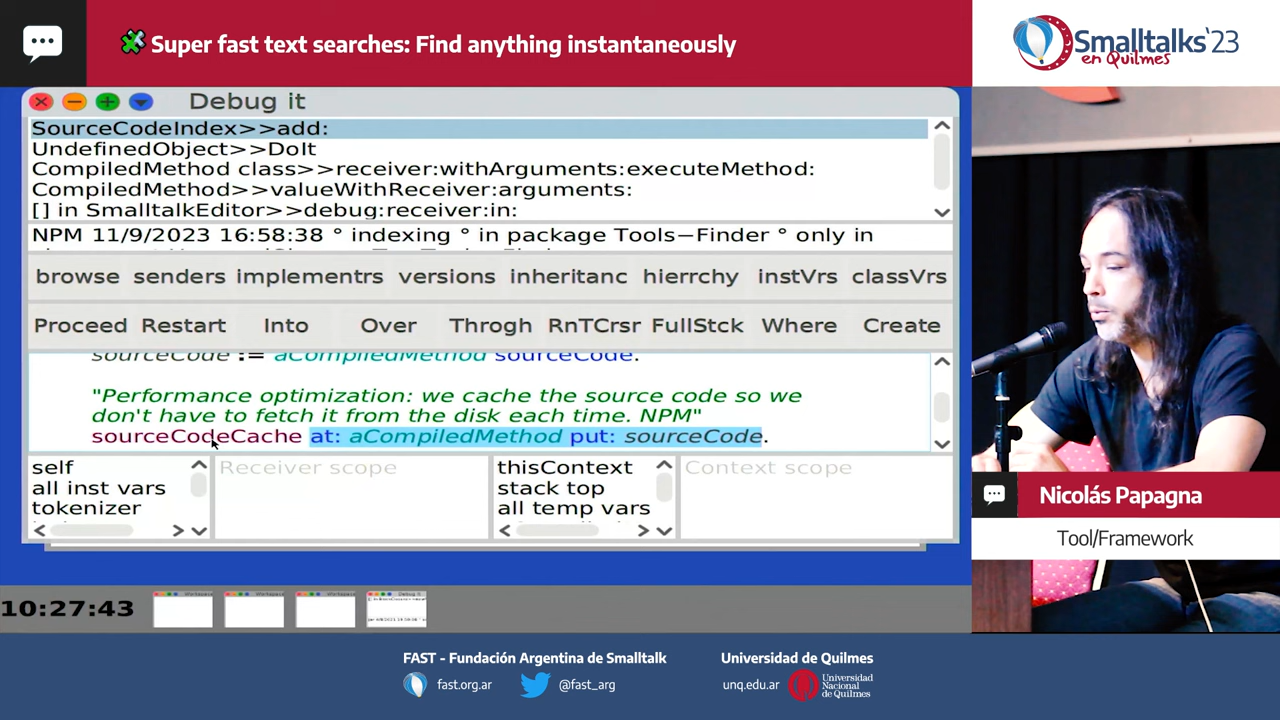 Super fast text searches: Find anything instantaneously
Smalltalks'23
en Quilmes
Debug it
SourceCodeIndex>>add:
UndefinedObject>>DoIt
CompiledMethod class>>receiver:withArguments:executeMethod:
CompiledMethod>>valueWithReceiver:arguments:
[] in SmalltalkEditor>>debug:receiver:in:
NPM 11/9/2023 16:58:38 ° indexing ° in package Tools−Finder ° only in
browse senders implementrs versions inheritanc hierrchy instVrs classVrs
Proceed Restart Into Over Throgh RnTCrsr FullStck Where Create
sourceCode := aCompiledMethod sourceCode.
"Performance optimization: we cache the source code so we
don't have to fetch it from the disk each time. NPM"
sourceCodeCache at: aCompiledMethod put: sourceCode.
self
all inst vars
tokenizer
Receiver scope
thisContext
stack top
all temp vars
Context scope
Nicolás Papagna
Tool/Framework
10:27:43
Debug it
FAST - Fundación Argentina de Smalltalk
fast.org.ar
@fast_arg
Universidad de Quilmes
unq.edu.ar
Universidad
Nacional
de Quilmes